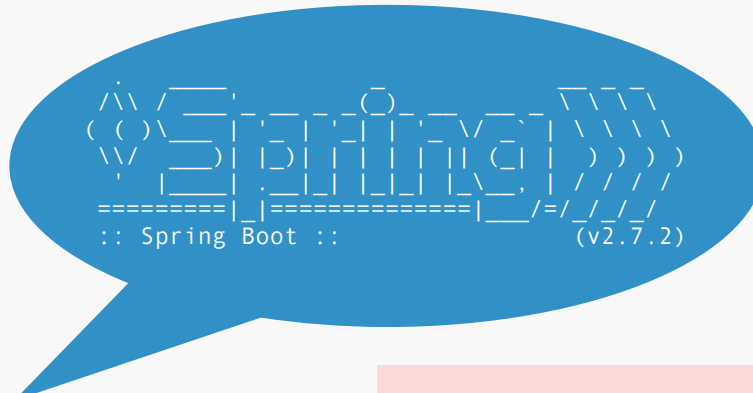 .   ____          _            __ _ _
 /\\ / ___'_ __ _ _(_)_ __  __ _ \ \ \ \
( ( )\___ | '_ | '_| | '_ \/ _` | \ \ \ \
 \\/  ___)| |_)| | | | | || (_| |  ) ) ) )
  '  |____| .__|_| |_|_| |_\__, | / / / /
 =========|_|==============|___/=/_/_/_/
 :: Spring Boot ::                (v2.7.2)